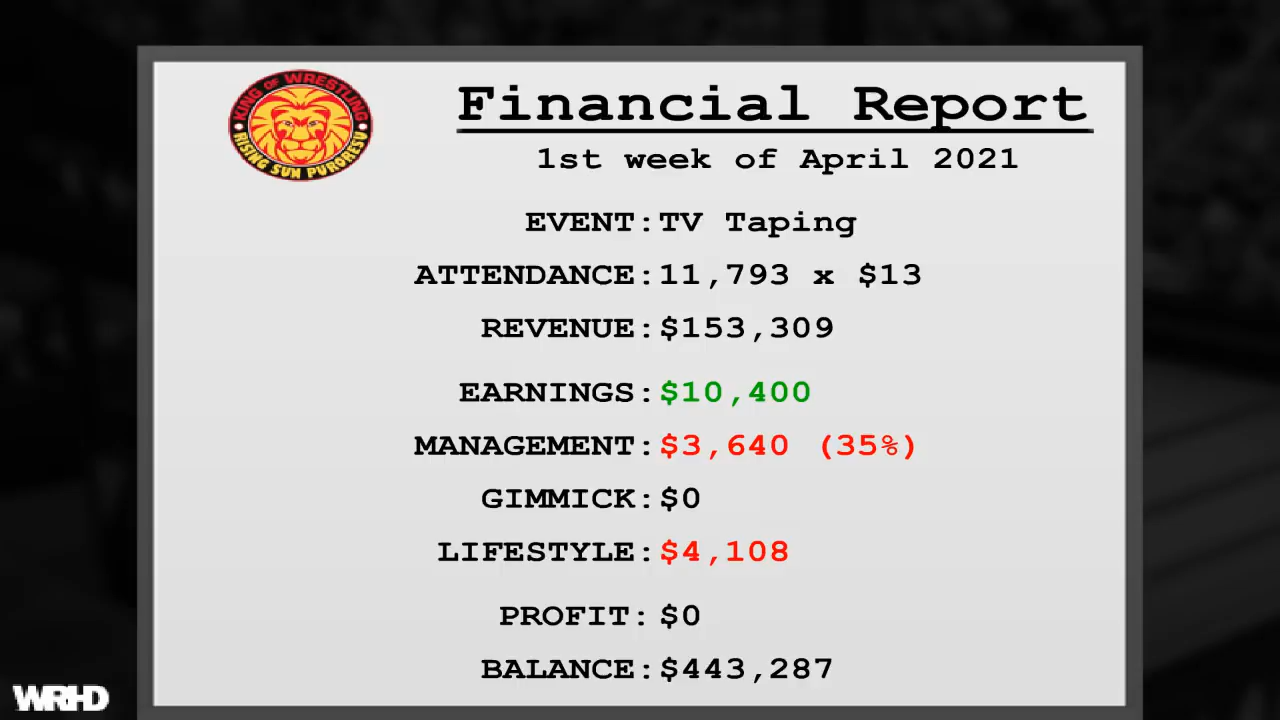 KING OF WRESTLING
RISING SUN PURORESU
Financial Report
1st week of April 2021
EVENT: TV Taping
ATTENDANCE: 11,793 x $13
REVENUE: $153,309
EARNINGS: $10,400
MANAGEMENT: $3,640 (35%)
GIMMICK: $0
LIFESTYLE: $4,108
PROFIT: $0
BALANCE: $443,287
WRHD